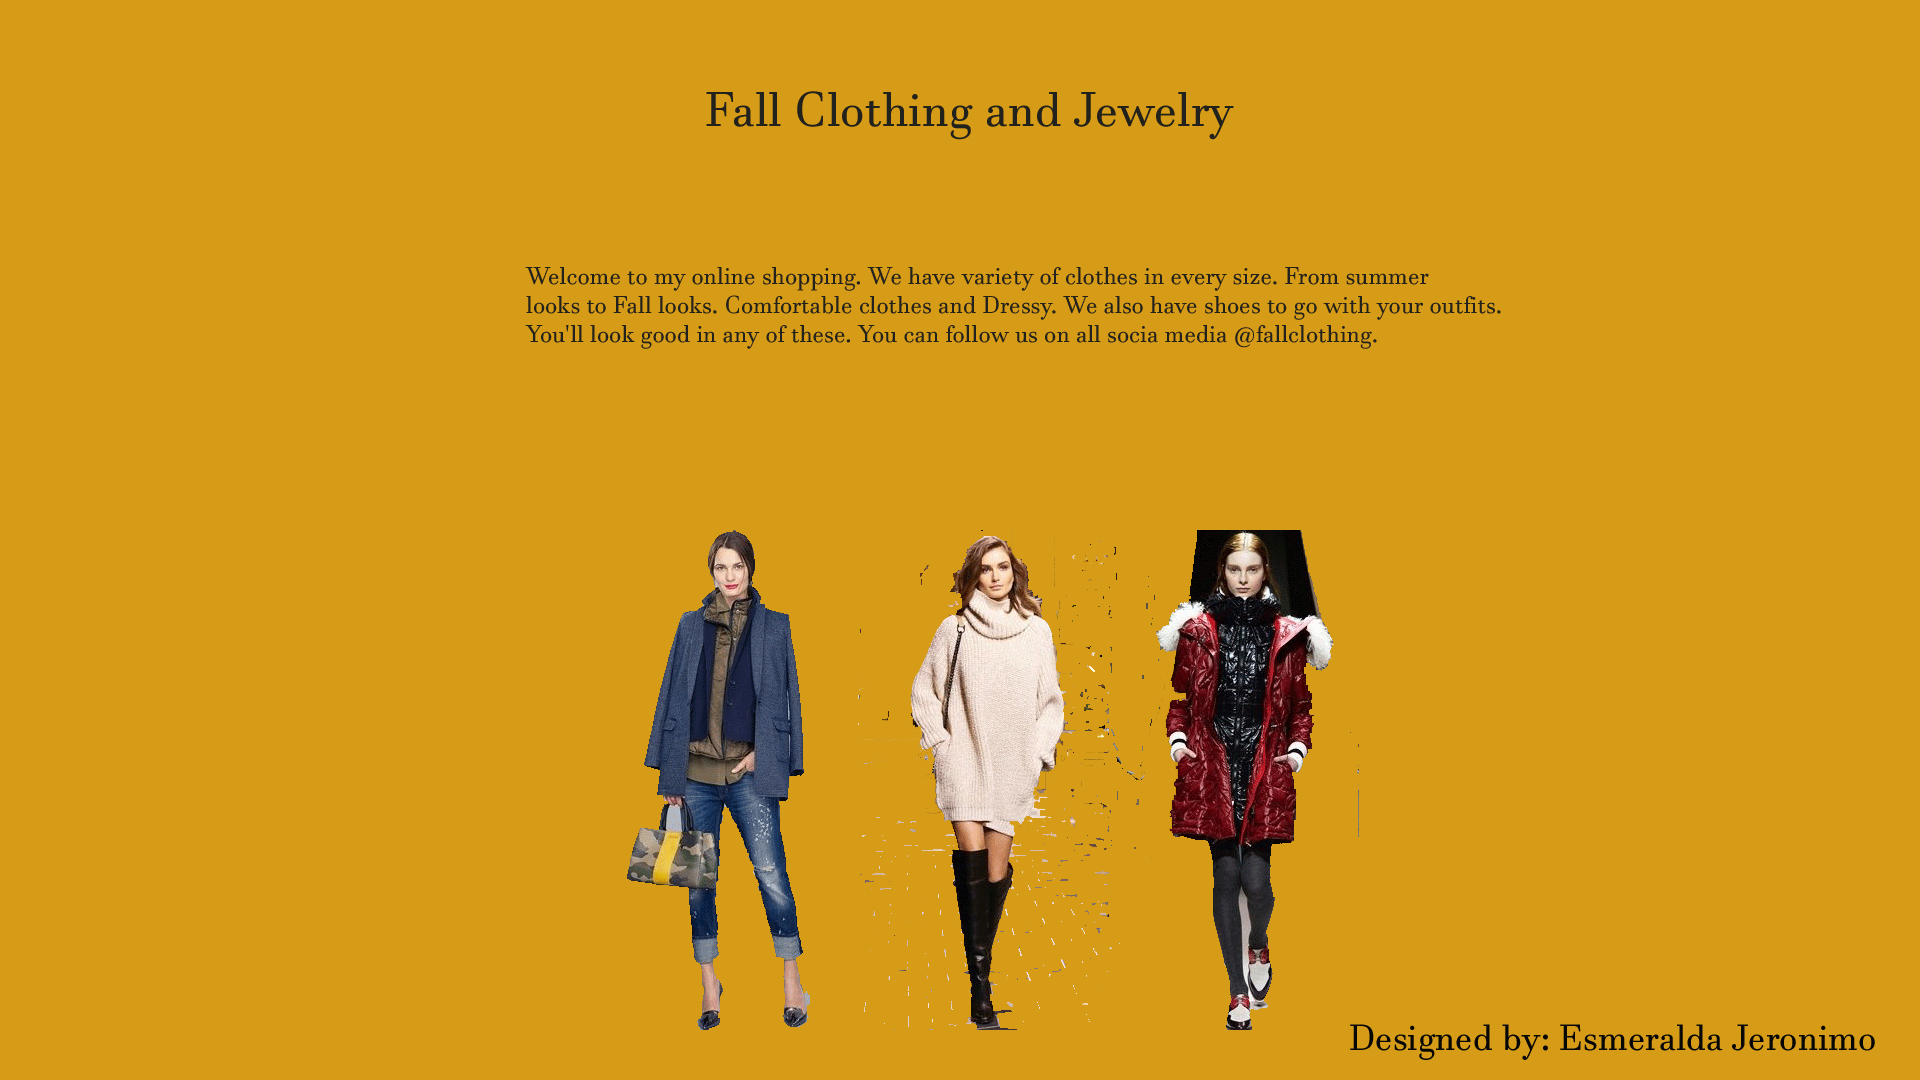 Fall Clothing and Jewelry
Welcome to my online shopping. We have variety of clothes in every size. From summer
looks to Fall looks. Comfortable clothes and Dressy. We also have shoes to go with your outfits.
You'll look good in any of these. You can follow us on all socia media @fallclothing.
Designed by: Esmeralda Jeronimo